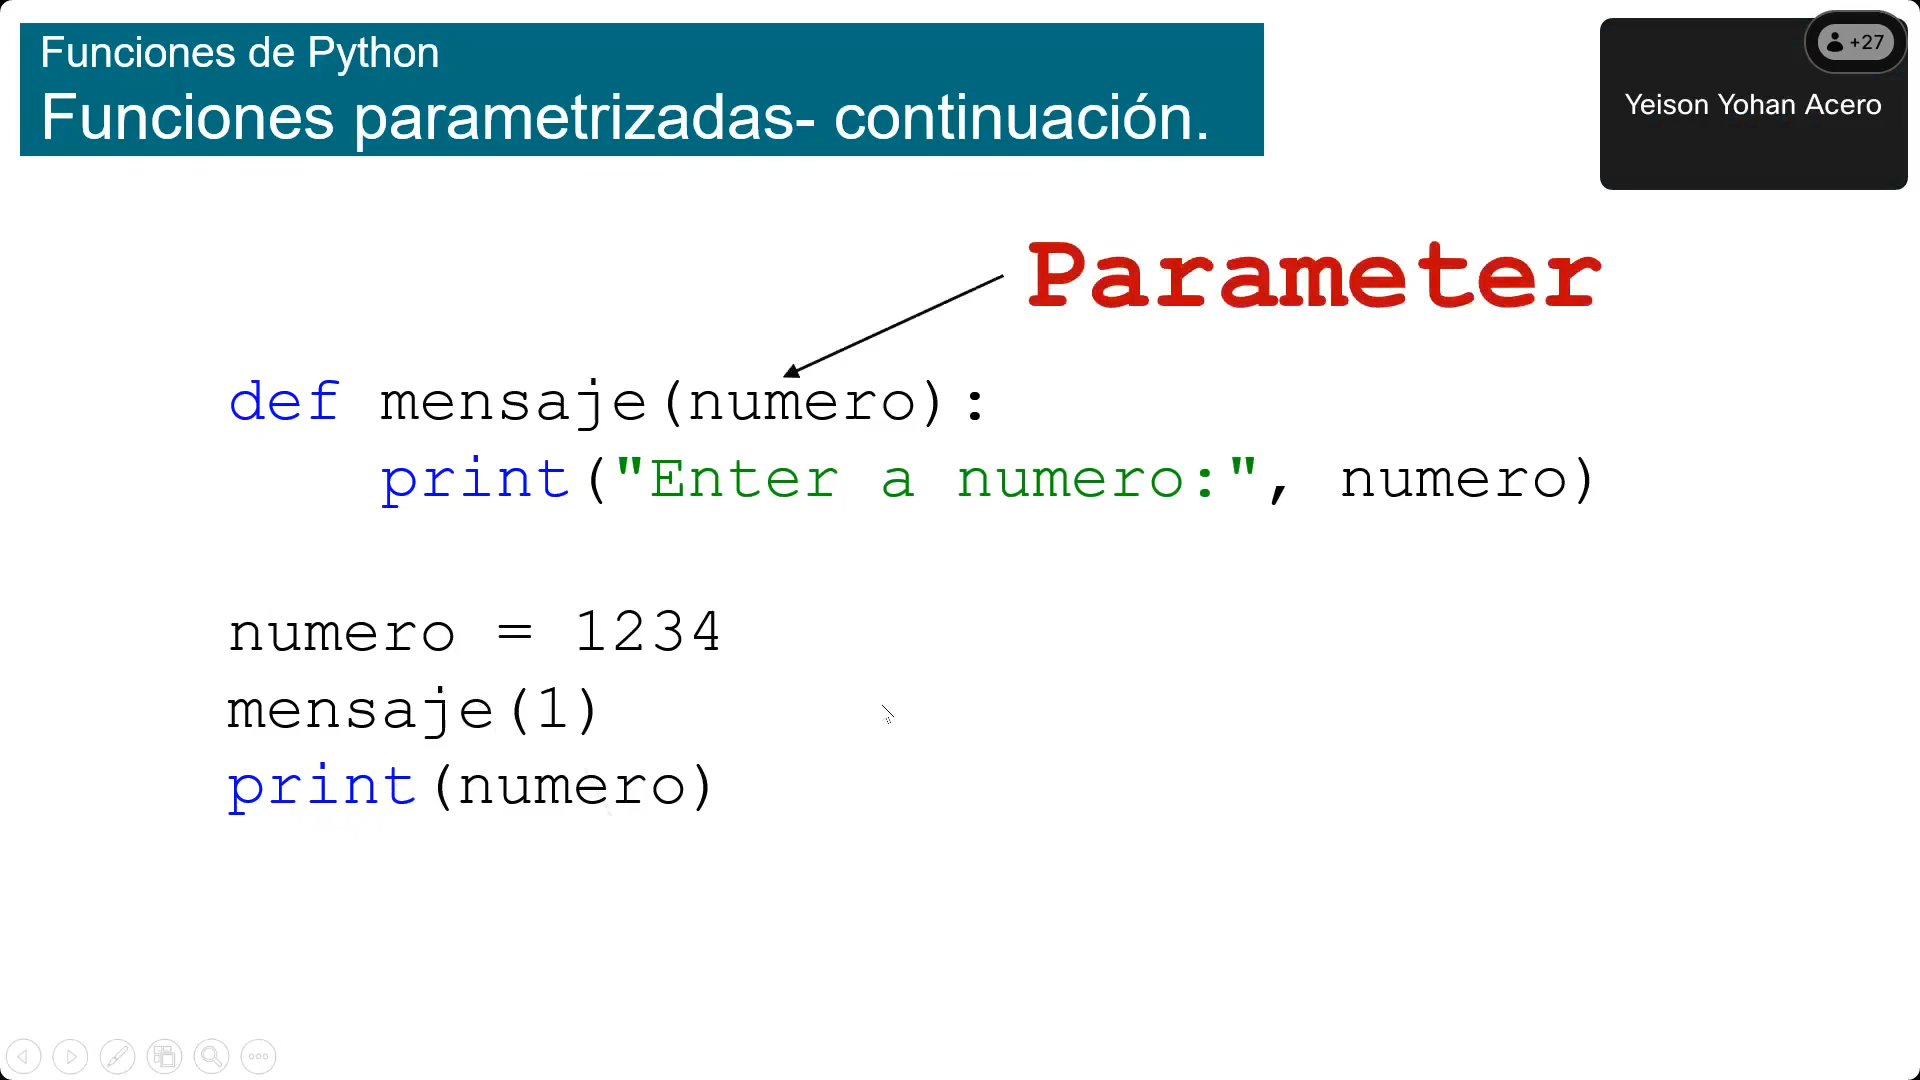 Funciones de Python
Funciones parametrizadas- continuación.
+27
Yeison Yohan Acero
Parameter
def mensaje(numero):
print("Enter a numero:", numero)
numero = 1234
mensaje(1)
print(numero)